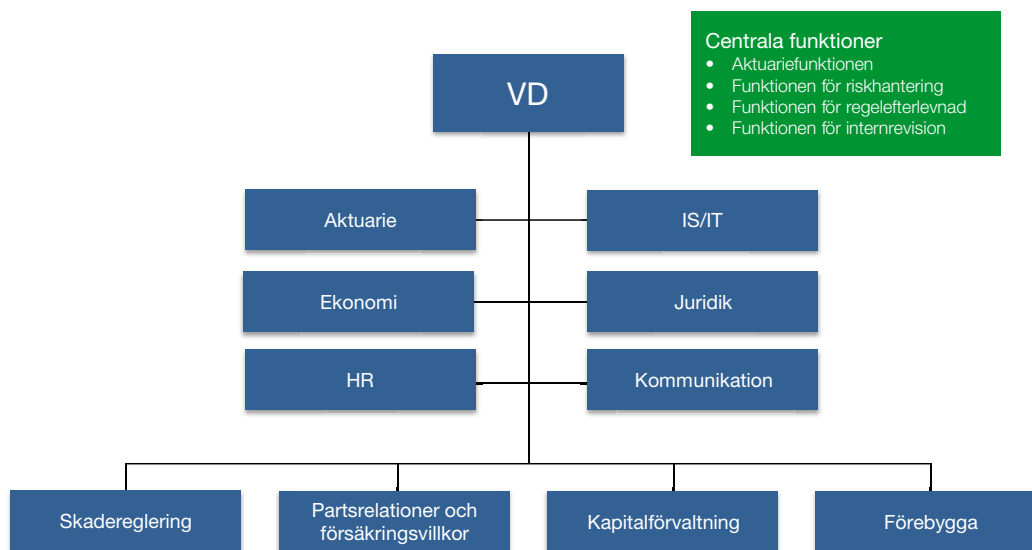 Centrala funktioner
• Aktuariefunktionen
• Funktionen för riskhantering
• Funktionen för regelefterlevnad
• Funktionen för internrevision
VD
Aktuarie
IS/IT
Ekonomi
Juridik
HR
Kommunikation
Skadereglering
Partsrelationer och
försäkringsvillkor
Kapitalförvaltning
Förebygga